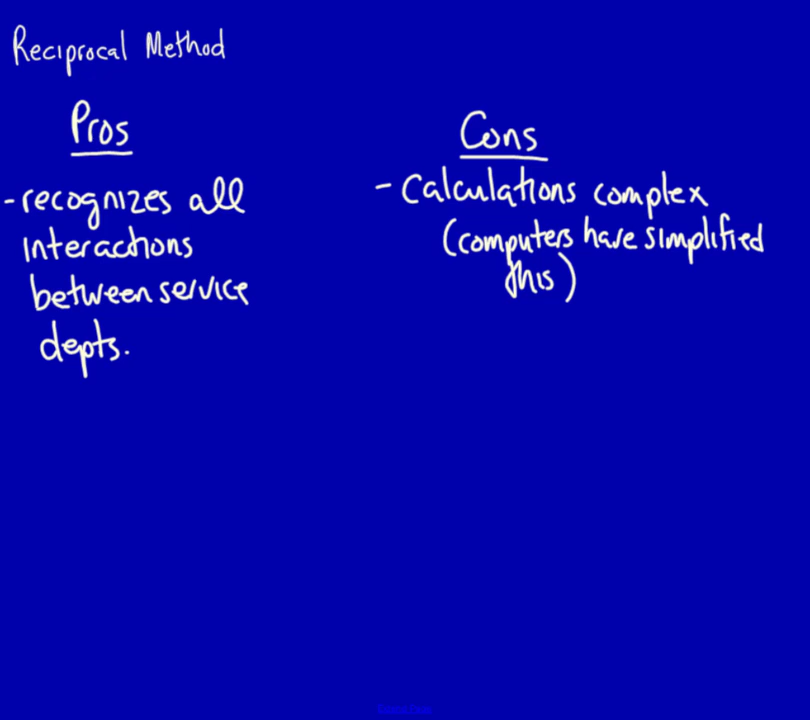 Reciprocal Method
Pros
- recognizes all
interactions
between service
depts.
Cons
- Calculations complex
(computers have simplified
this)